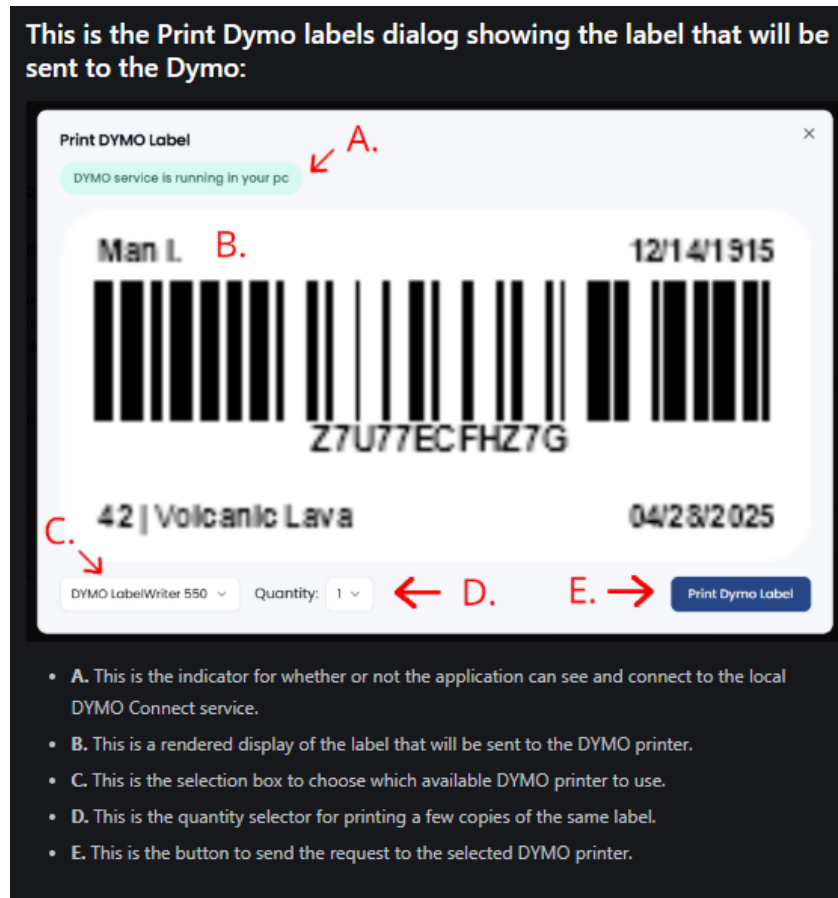 This is the Print Dymo labels dialog showing the label that will be
sent to the Dymo:
Print DYMO Label
A.
DYMO service is running in your pc
Man I. B. 12/14/1915
Z7U77ECFHZ7G
42 | Volcanic Lava 04/28/2025
C.
DYMO LabelWriter 550 Quantity: 1 D. E. Print Dymo Label
• A. This is the indicator for whether or not the application can see and connect to the local
DYMO Connect service.
• B. This is a rendered display of the label that will be sent to the DYMO printer.
• C. This is the selection box to choose which available DYMO printer to use.
• D. This is the quantity selector for printing a few copies of the same label.
• E. This is the button to send the request to the selected DYMO printer.